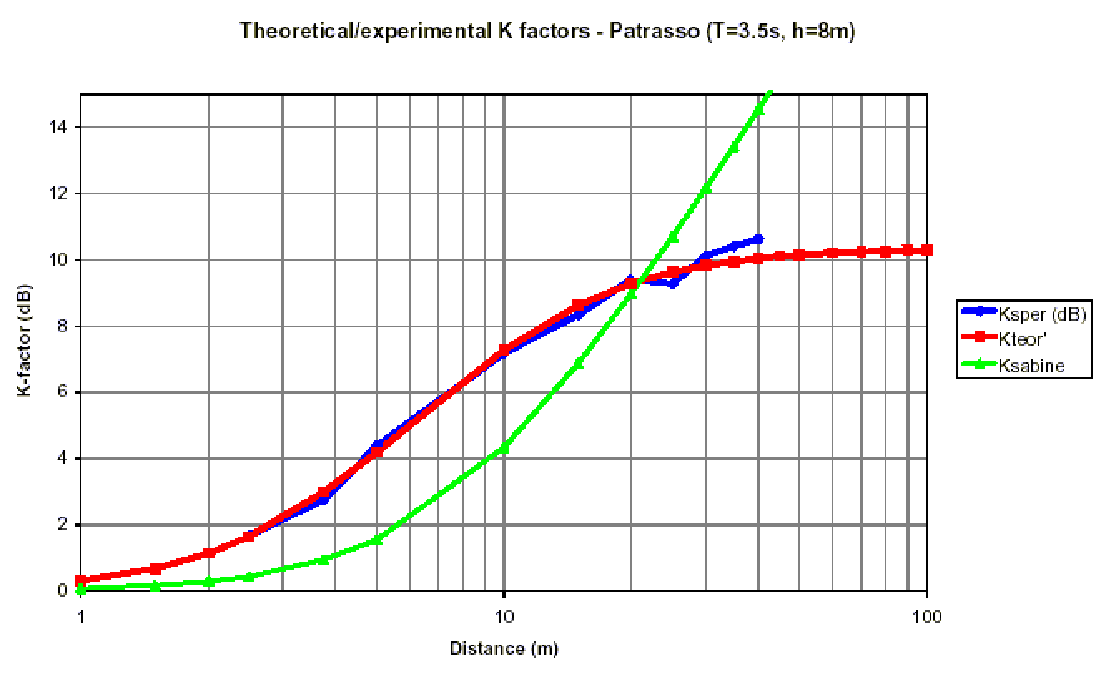 Theoretical/experimental K factors - Patrasso (T=3.5s, h=8m)
14
12
10
8
6
4
2
0
K-factor (dB)
1
10
100
Distance (m)
Ksper (dB)
Kteor'
Ksabine